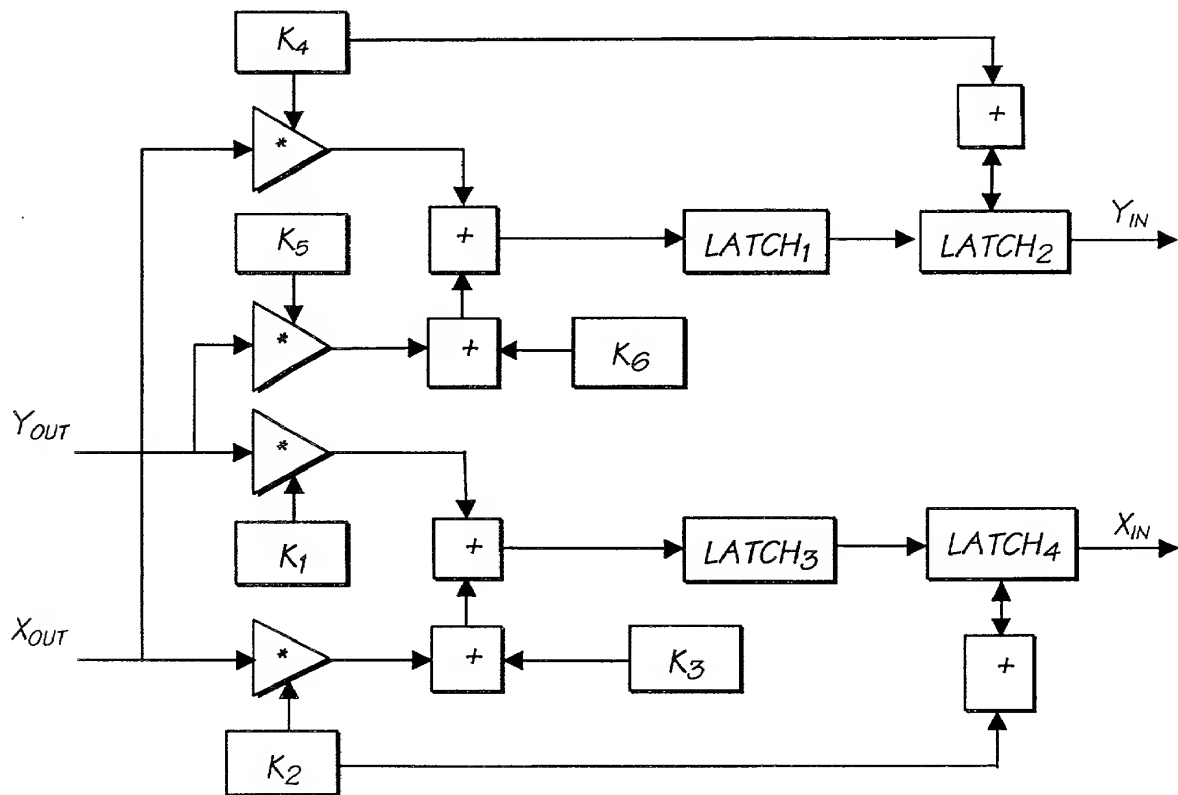 K4
+
*
K5
+
LATCH1
LATCH2
YIN
*
+
K6
YOUT
*
K1
+
LATCH3
LATCH4
XIN
XOUT
*
+
K3
+
K2